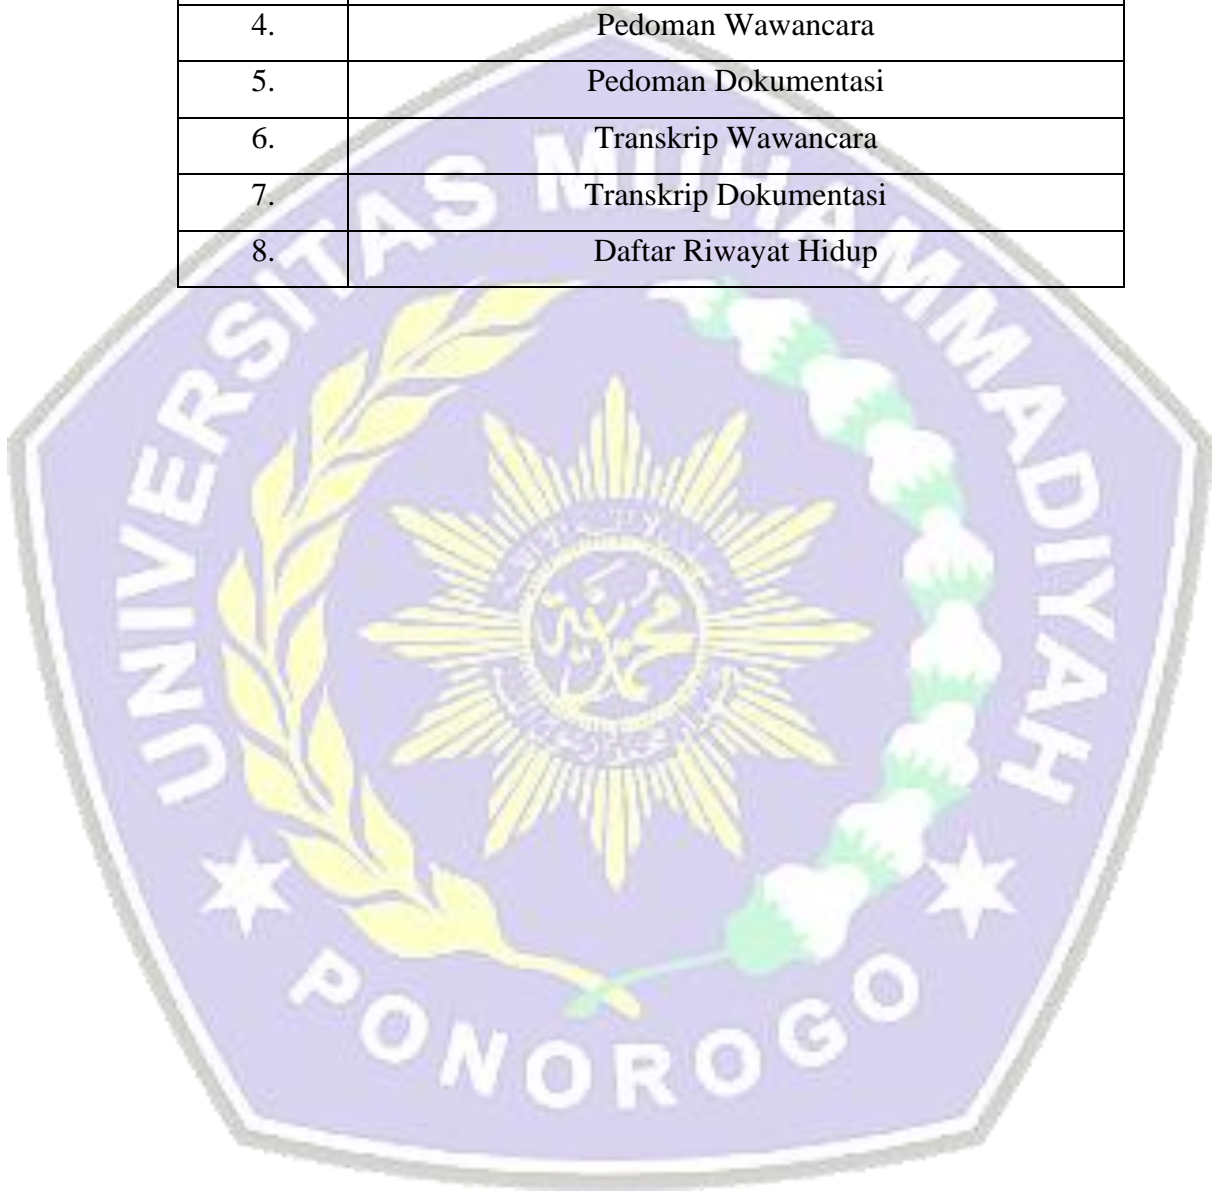 4. Pedoman Wawancara
5. Pedoman Dokumentasi
6. Transkrip Wawancara
7. Transkrip Dokumentasi
8. Daftar Riwayat Hidup
UNIVERSITAS MUHAMMADIYAH
PONOROGO